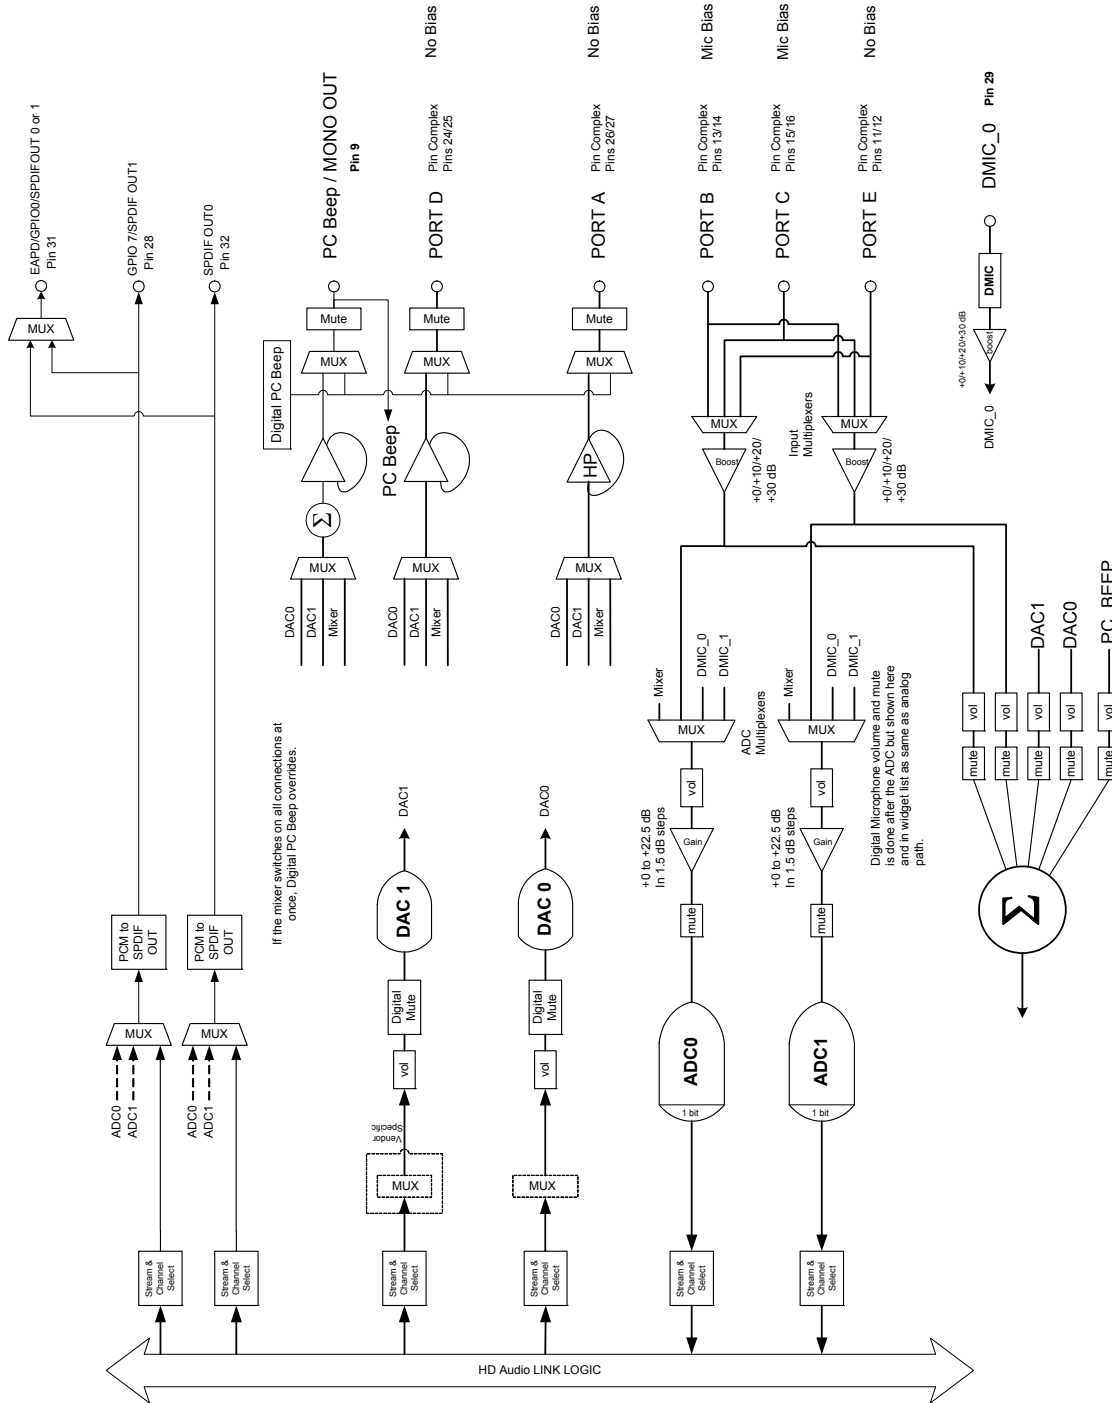 EAPD/GPIO0/SPDIFOUT 0 or 1
Pin 31
GPIO 7/SPDIF OUT1
Pin 28
SPDIF OUT0
Pin 32
MUX
PC Beep / MONO OUT
Pin 9
PORT D
Pin Complex
Pins 24/25
No Bias
PORT A
Pin Complex
Pins 26/27
No Bias
PORT B
Pin Complex
Pins 13/14
Mic Bias
PORT C
Pin Complex
Pins 15/16
Mic Bias
PORT E
Pin Complex
Pins 11/12
No Bias
DMIC_0
Pin 29
DMIC
boost
+0/+10/+20/+30 dB
DMIC_0
Digital PC Beep
Mute
MUX
Mute
MUX
Mute
MUX
PC Beep
HP
Σ
MUX
DAC0
DAC1
Mixer
MUX
DAC0
DAC1
Mixer
MUX
DAC0
DAC1
Mixer
MUX
Input
Multiplexers
MUX
Boost
+0/+10/+20/
+30 dB
Boost
+0/+10/+20/
+30 dB
If the mixer switches on all connections at
once, Digital PC Beep overrides.
Mixer
DMIC_0
DMIC_1
MUX
ADC
Multiplexers
Mixer
DMIC_0
DMIC_1
MUX
vol
+0 to +22.5 dB
In 1.5 dB steps
Gain
mute
vol
+0 to +22.5 dB
In 1.5 dB steps
Gain
mute
Digital Microphone volume and mute
is done after the ADC but shown here
and in widget list as same as analog
path.
DAC1
DAC0
PC_BEEP
vol
vol
vol
vol
vol
mute
mute
mute
mute
mute
Σ
PCM to
SPDIF
OUT
PCM to
SPDIF
OUT
MUX
ADC0
ADC1
MUX
ADC0
ADC1
DAC1
DAC 1
Digital
Mute
vol
Vendor
Specific
MUX
DAC0
DAC 0
Digital
Mute
vol
MUX
ADC0
1 bit
ADC1
1 bit
Stream &
Channel
Select
Stream &
Channel
Select
Stream &
Channel
Select
Stream &
Channel
Select
Stream &
Channel
Select
Stream &
Channel
Select
HD Audio LINK LOGIC